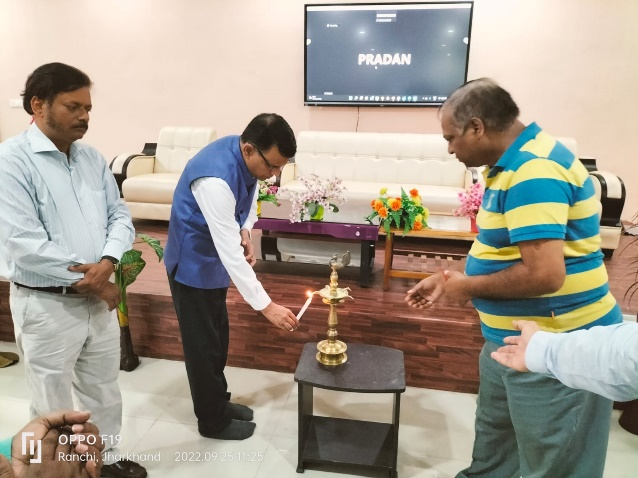 PRADAN
OPPO F19
Ranchi, Jharkhand 2022.09.25 11:25